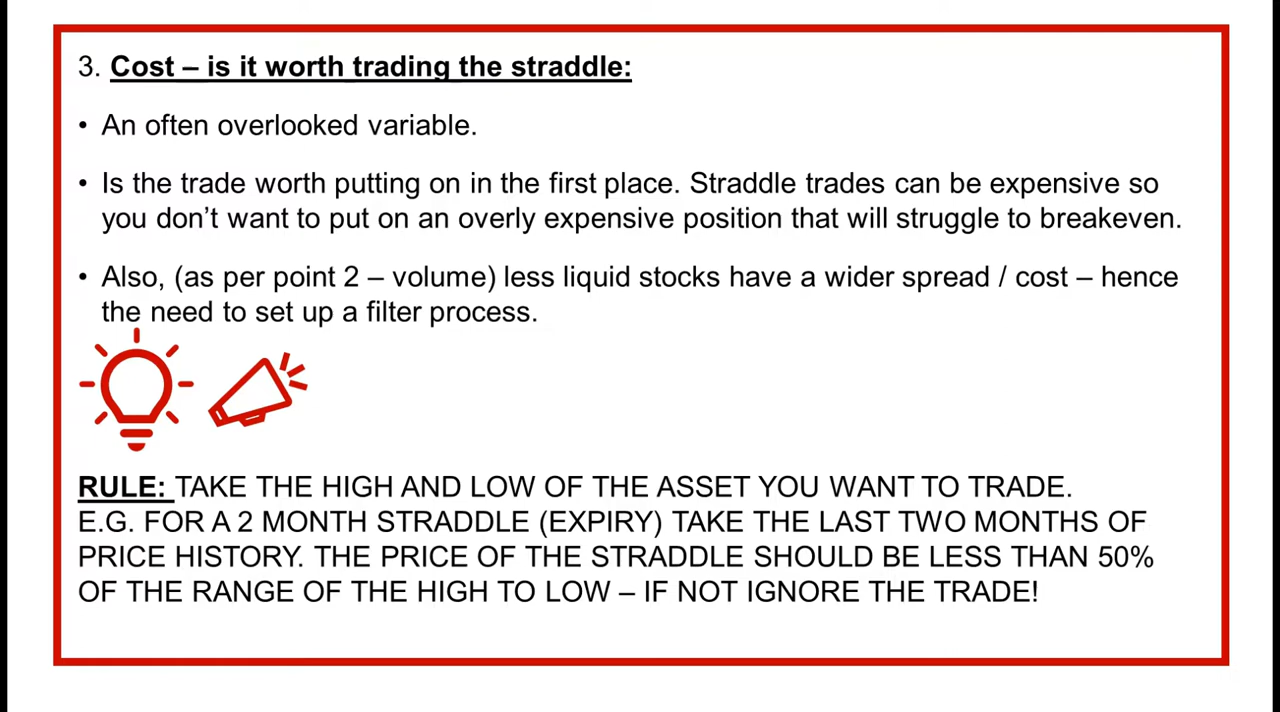 3. Cost – is it worth trading the straddle:
• An often overlooked variable.
• Is the trade worth putting on in the first place. Straddle trades can be expensive so
you don’t want to put on an overly expensive position that will struggle to breakeven.
• Also, (as per point 2 – volume) less liquid stocks have a wider spread / cost – hence
the need to set up a filter process.
RULE: TAKE THE HIGH AND LOW OF THE ASSET YOU WANT TO TRADE.
E.G. FOR A 2 MONTH STRADDLE (EXPIRY) TAKE THE LAST TWO MONTHS OF
PRICE HISTORY. THE PRICE OF THE STRADDLE SHOULD BE LESS THAN 50%
OF THE RANGE OF THE HIGH TO LOW – IF NOT IGNORE THE TRADE!